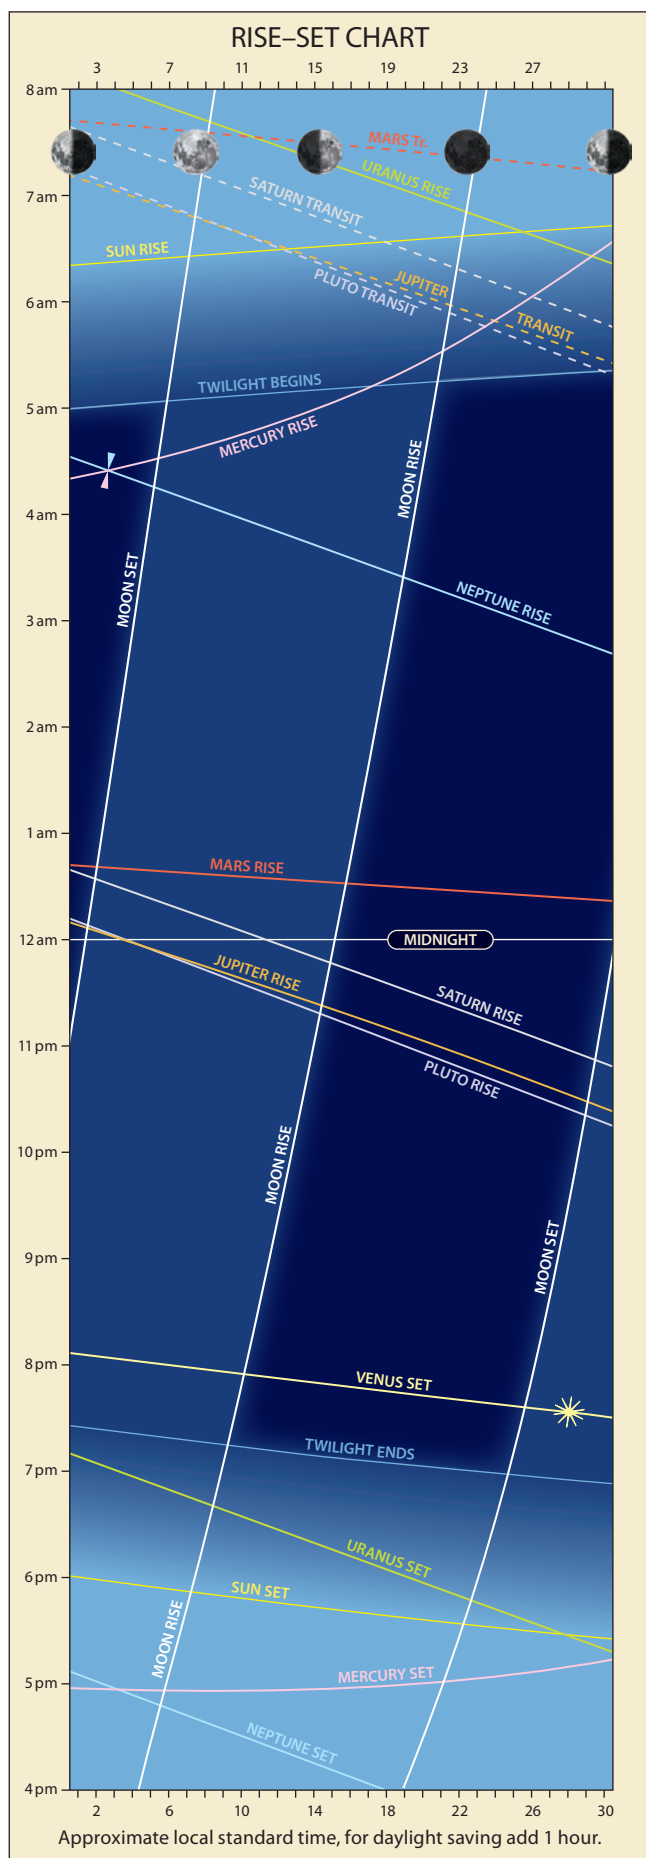 RISE–SET CHART
3 7 11 15 19 23 27
8 am
MARS Tr.
URANUS RISE
SATURN TRANSIT
7 am
SUN RISE
JUPITER
PLUTO TRANSIT
6 am
TRANSIT
TWILIGHT BEGINS
5 am
MERCURY RISE
MOON RISE
4 am
MOON SET
NEPTUNE RISE
3 am
2 am
1 am
MARS RISE
12 am
MIDNIGHT
JUPITER RISE
SATURN RISE
11 pm
PLUTO RISE
10 pm
MOON RISE
9 pm
MOON SET
8 pm
VENUS SET
TWILIGHT ENDS
7 pm
URANUS SET
6 pm
SUN SET
MOON RISE
5 pm
MERCURY SET
NEPTUNE SET
4 pm
2 6 10 14 18 22 26 30
Approximate local standard time, for daylight saving add 1 hour.